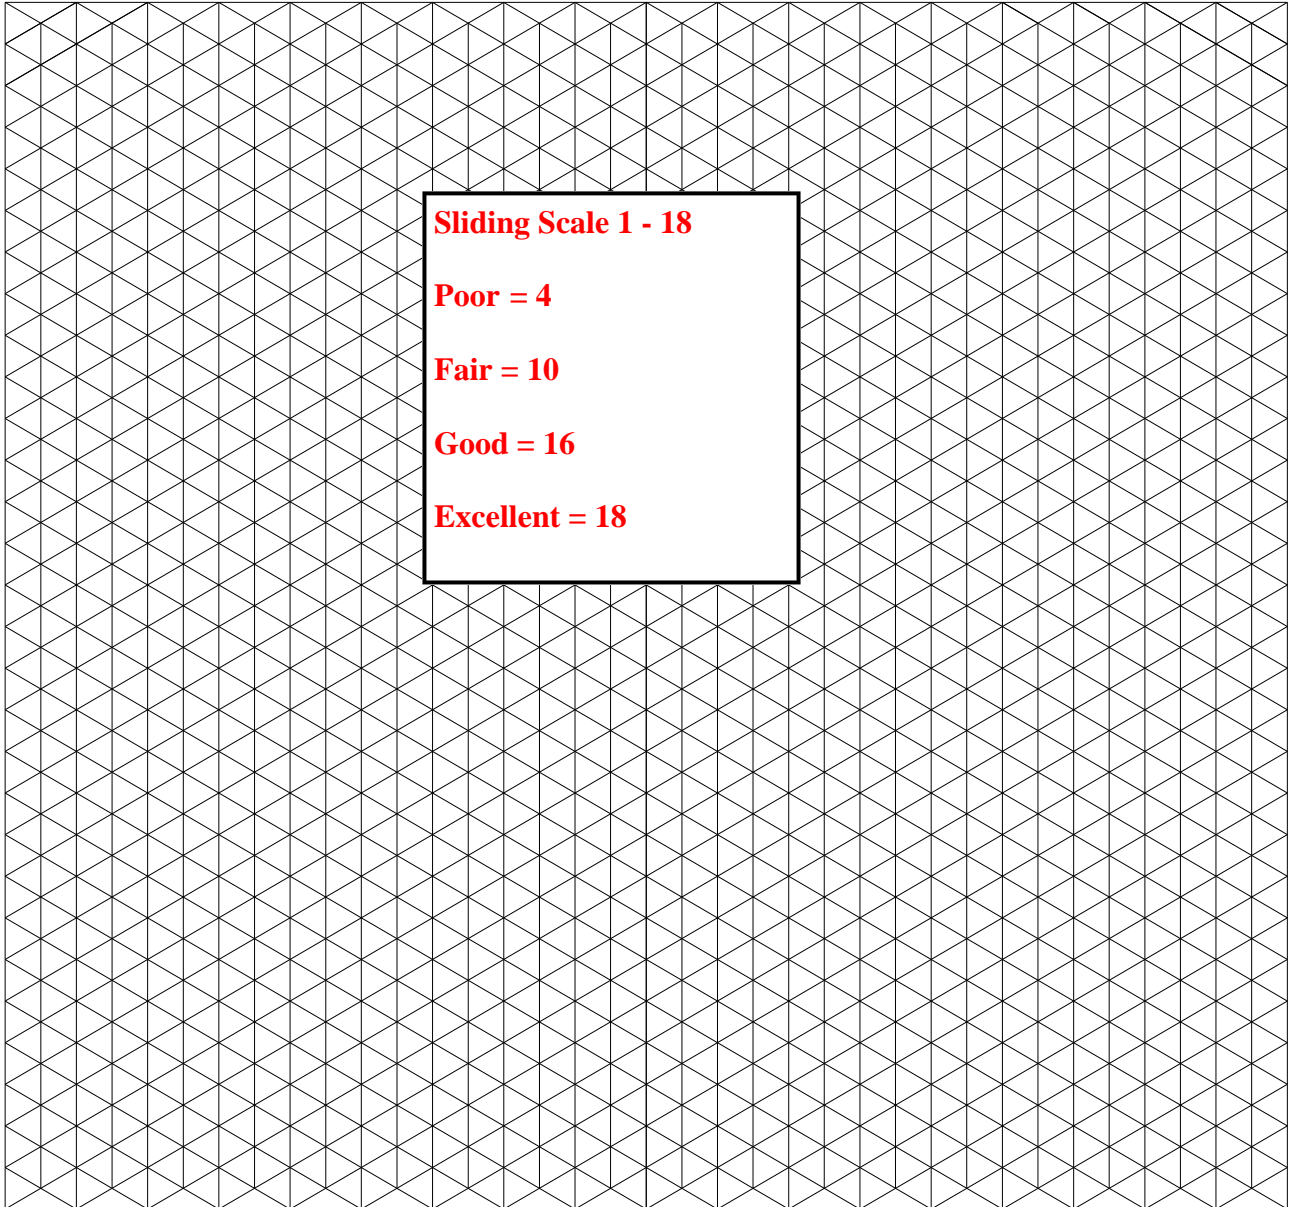 Sliding Scale 1 - 18
Poor = 4
Fair = 10
Good = 16
Excellent = 18